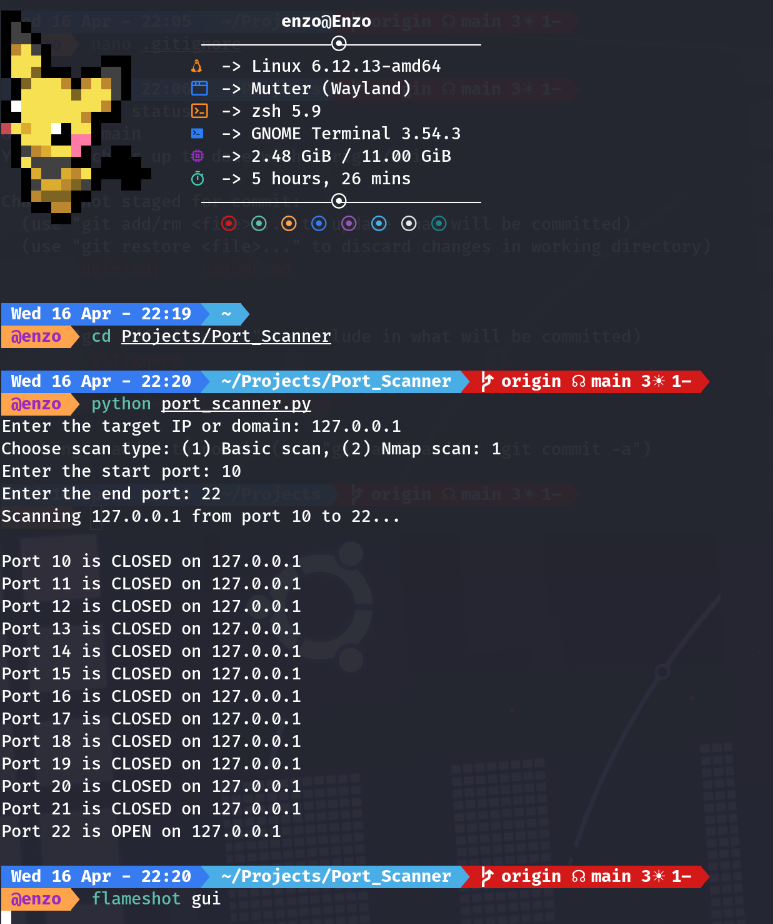 enzo@Enzo
-> Linux 6.12.13-amd64
-> Mutter (Wayland)
-> zsh 5.9
-> GNOME Terminal 3.54.3
-> 2.48 GiB / 11.00 GiB
-> 5 hours, 26 mins
Wed 16 Apr - 22:19 ~
@enzo cd Projects/Port_Scanner
Wed 16 Apr - 22:20 ~/Projects/Port_Scanner origin ☊ main 3☀ 1-
@enzo python port_scanner.py
Enter the target IP or domain: 127.0.0.1
Choose scan type: (1) Basic scan, (2) Nmap scan: 1
Enter the start port: 10
Enter the end port: 22
Scanning 127.0.0.1 from port 10 to 22...
Port 10 is CLOSED on 127.0.0.1
Port 11 is CLOSED on 127.0.0.1
Port 12 is CLOSED on 127.0.0.1
Port 13 is CLOSED on 127.0.0.1
Port 14 is CLOSED on 127.0.0.1
Port 15 is CLOSED on 127.0.0.1
Port 16 is CLOSED on 127.0.0.1
Port 17 is CLOSED on 127.0.0.1
Port 18 is CLOSED on 127.0.0.1
Port 19 is CLOSED on 127.0.0.1
Port 20 is CLOSED on 127.0.0.1
Port 21 is CLOSED on 127.0.0.1
Port 22 is OPEN on 127.0.0.1
Wed 16 Apr - 22:20 ~/Projects/Port_Scanner origin ☊ main 3☀ 1-
@enzo flameshot gui